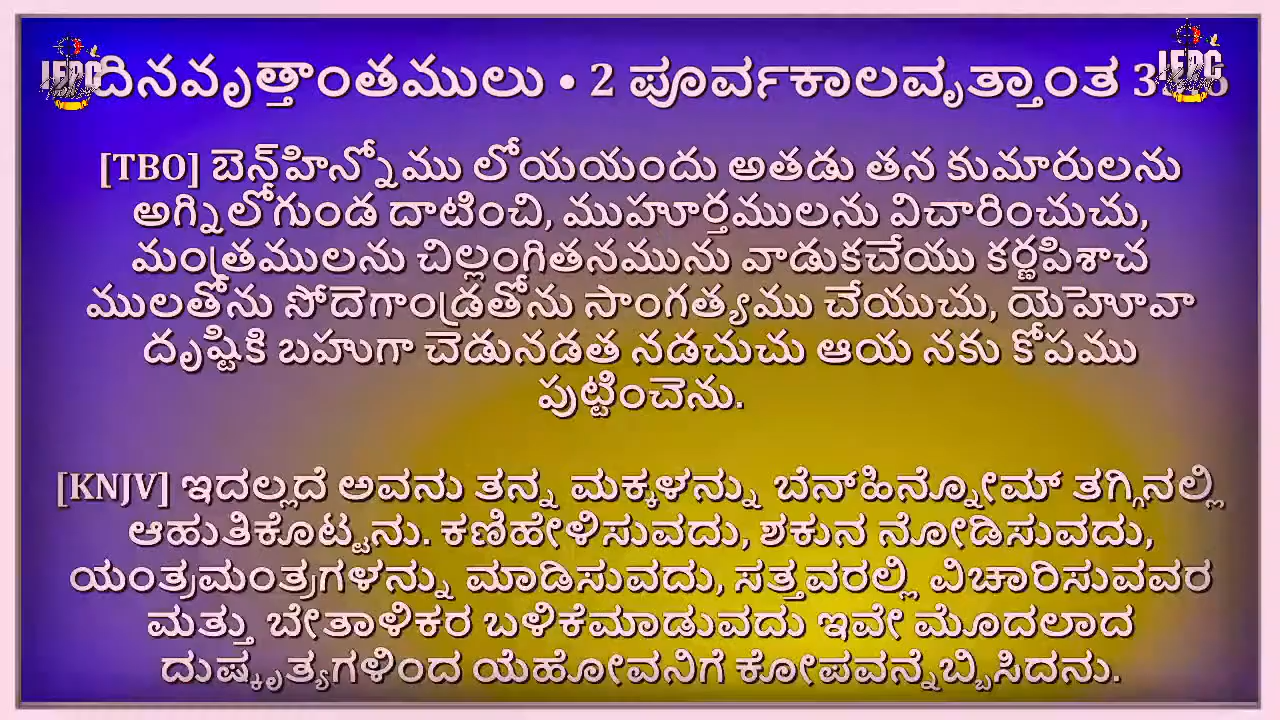 దినవృత్తాంతములు • 2 ಪೂರ್ವಕಾಲವೃತ್ತಾಂತ
[TBO] బెన్‌హిన్నోము లోయయందు అతడు తన కుమారులను
అగ్నిలోగుండ దాటించి, ముహూర్తములను విచారించుచు,
మంత్రములను చిల్లంగితనమును వాడుకచేయు కర్ణపిశాచ
ములతోను సోదెగాండ్రతోను సాంగత్యము చేయుచు, యెహోవా
దృష్టికి బహుగా చెడునడత నడచుచు ఆయ నకు కోపము
పుట్టించెను.
[KNJV] ಇದಲ್ಲದೆ ಅವನು ತನ್ನ ಮಕ್ಕಳನ್ನು ಬೆನ್‌ಹಿನ್ನೋಮ್ ತಗ್ಗಿನಲ್ಲಿ
ಆಹುತಿಕೊಟ್ಟನು. ಕಣಿಹೇಳಿಸುವದು, ಶಕುನ ನೋಡಿಸುವದು,
ಯಂತ್ರಮಂತ್ರಗಳನ್ನು ಮಾಡಿಸುವದು, ಸತ್ತವರಲ್ಲಿ ವಿಚಾರಿಸುವವರ
ಮತ್ತು ಬೇತಾಳಿಕರ ಬಳಿಕೆಮಾಡುವದು ಇವೇ ಮೊದಲಾದ
ದುಷ್ಕೃತ್ಯಗಳಿಂದ ಯೆಹೋವನಿಗೆ ಕೋಪವನ್ನೆಬ್ಬಿಸಿದನು.